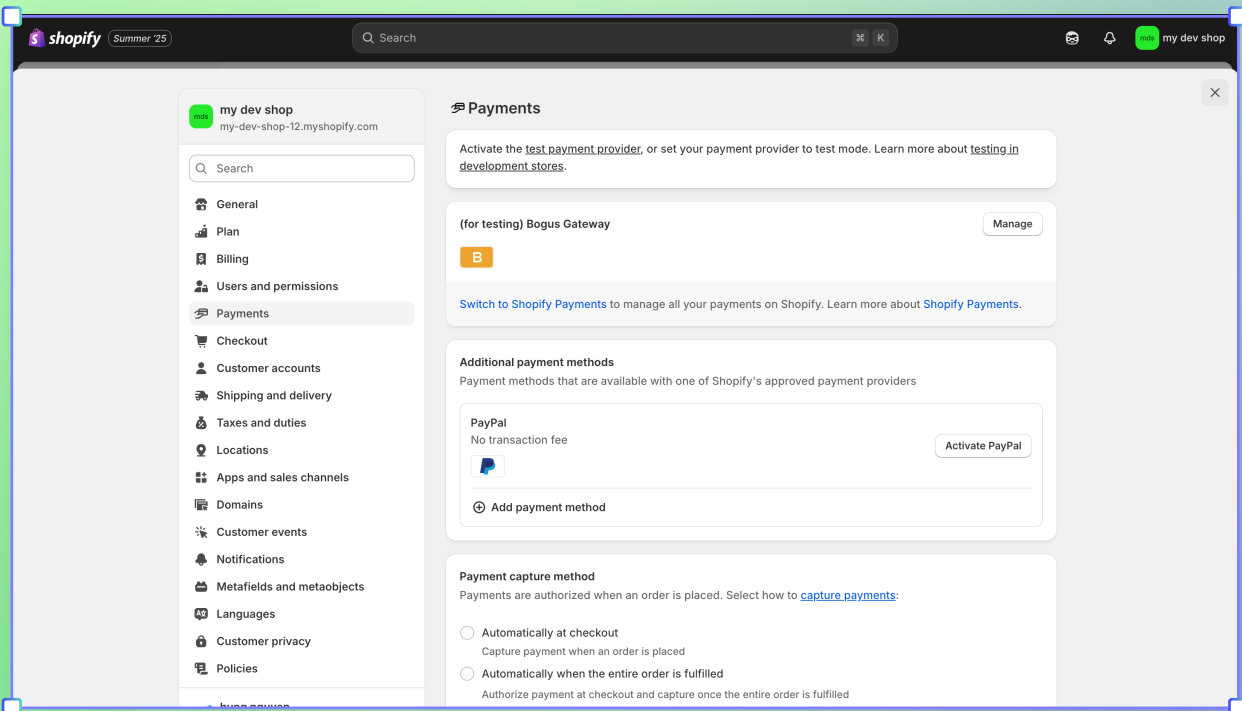 shopify Summer '25
Search ⌘ K
mds my dev shop
mds
my dev shop
my-dev-shop-12.myshopify.com
Search
General
Plan
Billing
Users and permissions
Payments
Checkout
Customer accounts
Shipping and delivery
Taxes and duties
Locations
Apps and sales channels
Domains
Customer events
Notifications
Metafields and metaobjects
Languages
Customer privacy
Policies
hung nguyen
Payments
Activate the test payment provider, or set your payment provider to test mode. Learn more about testing in
development stores.
(for testing) Bogus Gateway
Manage
B
Switch to Shopify Payments to manage all your payments on Shopify. Learn more about Shopify Payments.
Additional payment methods
Payment methods that are available with one of Shopify's approved payment providers
PayPal
No transaction fee
Activate PayPal
Add payment method
Payment capture method
Payments are authorized when an order is placed. Select how to capture payments:
Automatically at checkout
Capture payment when an order is placed
Automatically when the entire order is fulfilled
Authorize payment at checkout and capture once the entire order is fulfilled